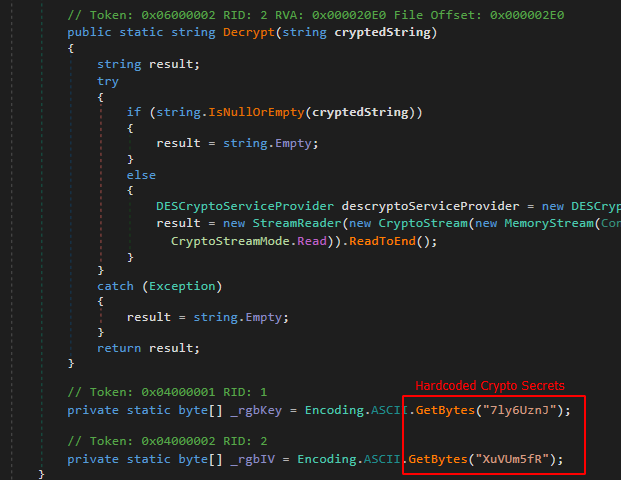 // Token: 0x06000002 RID: 2 RVA: 0x000020E0 File Offset: 0x000002E0
public static string Decrypt(string cryptedString)
{
string result;
try
{
if (string.IsNullOrEmpty(cryptedString))
{
result = string.Empty;
}
else
{
DESCryptoServiceProvider descryptoServiceProvider = new DESCryp
result = new StreamReader(new CryptoStream(new MemoryStream(Con
CryptoStreamMode.Read)).ReadToEnd();
}
}
catch (Exception)
{
result = string.Empty;
}
return result;
}
Hardcoded Crypto Secrets
// Token: 0x04000001 RID: 1
private static byte[] _rgbKey = Encoding.ASCII.GetBytes("7ly6UznJ");
// Token: 0x04000002 RID: 2
private static byte[] _rgbIV = Encoding.ASCII.GetBytes("XuVUm5fR");
}